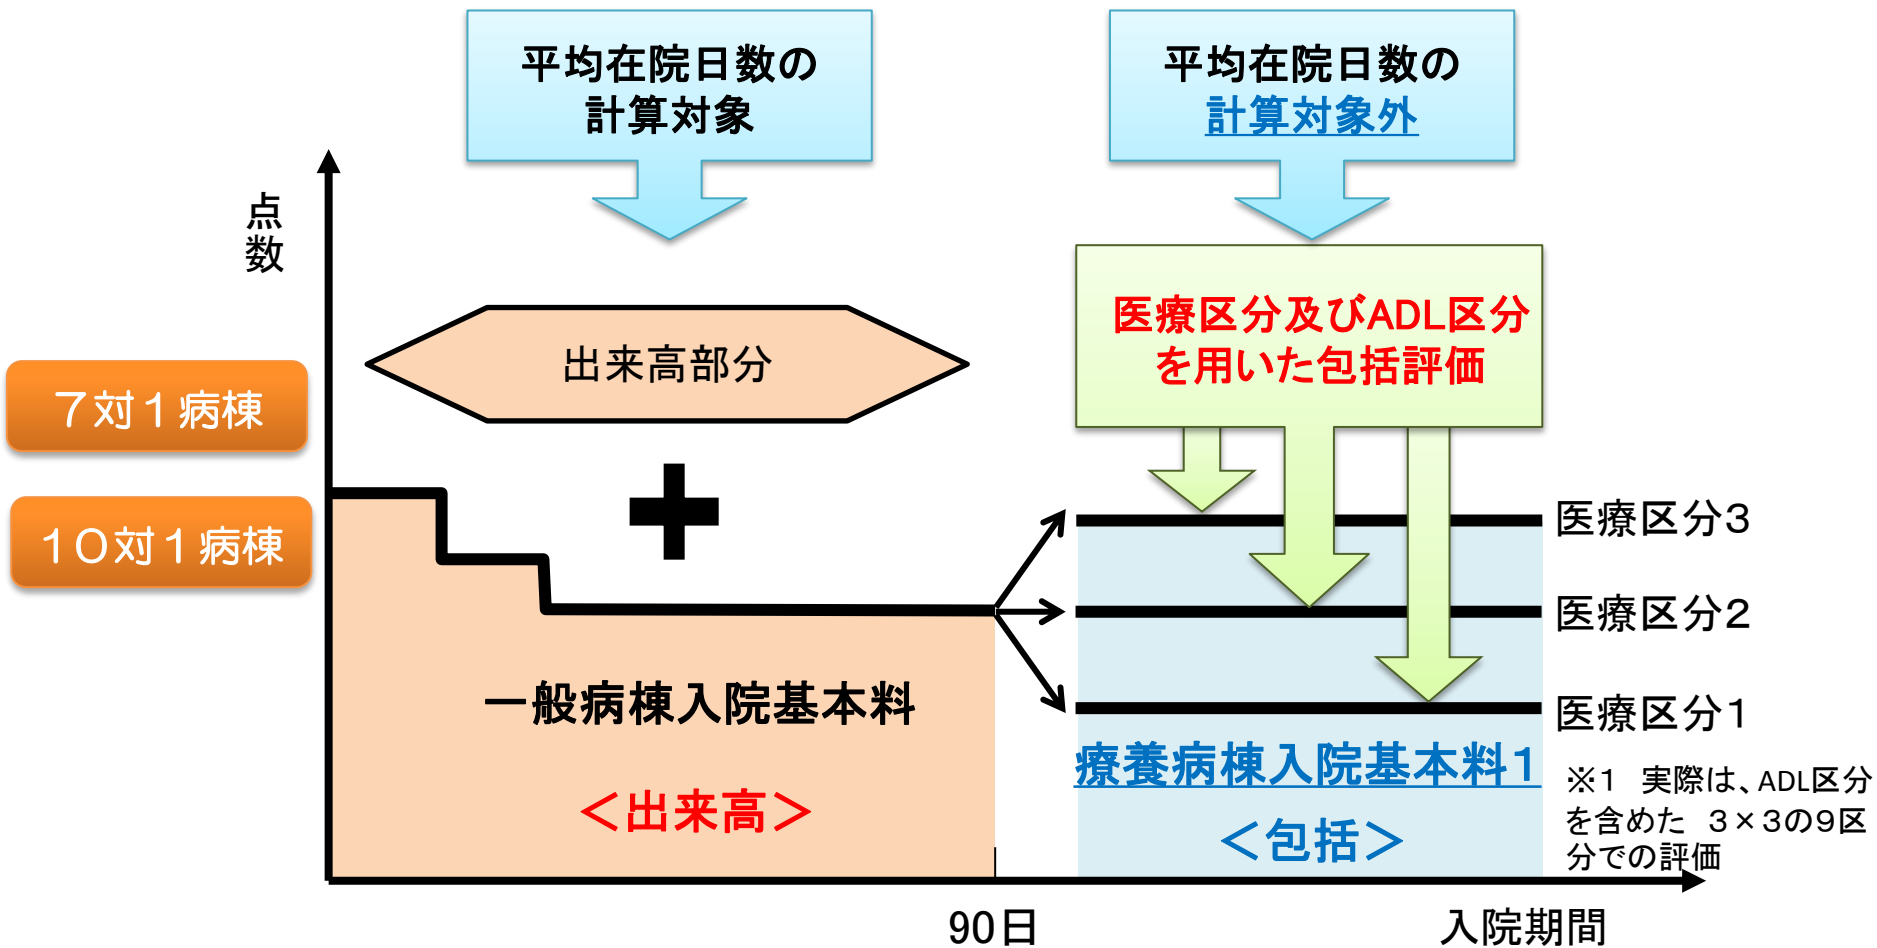 平均在院日数の
計算対象
平均在院日数の
計算対象外
点
数
医療区分及びADL区分
を用いた包括評価
出来高部分
７対１病棟
１０対１病棟
医療区分３
医療区分２
医療区分１
一般病棟入院基本料
＜出来高＞
療養病棟入院基本料１
＜包括＞
※１　実際は、ADL区分
を含めた　３×３の９区
分での評価
90日
入院期間